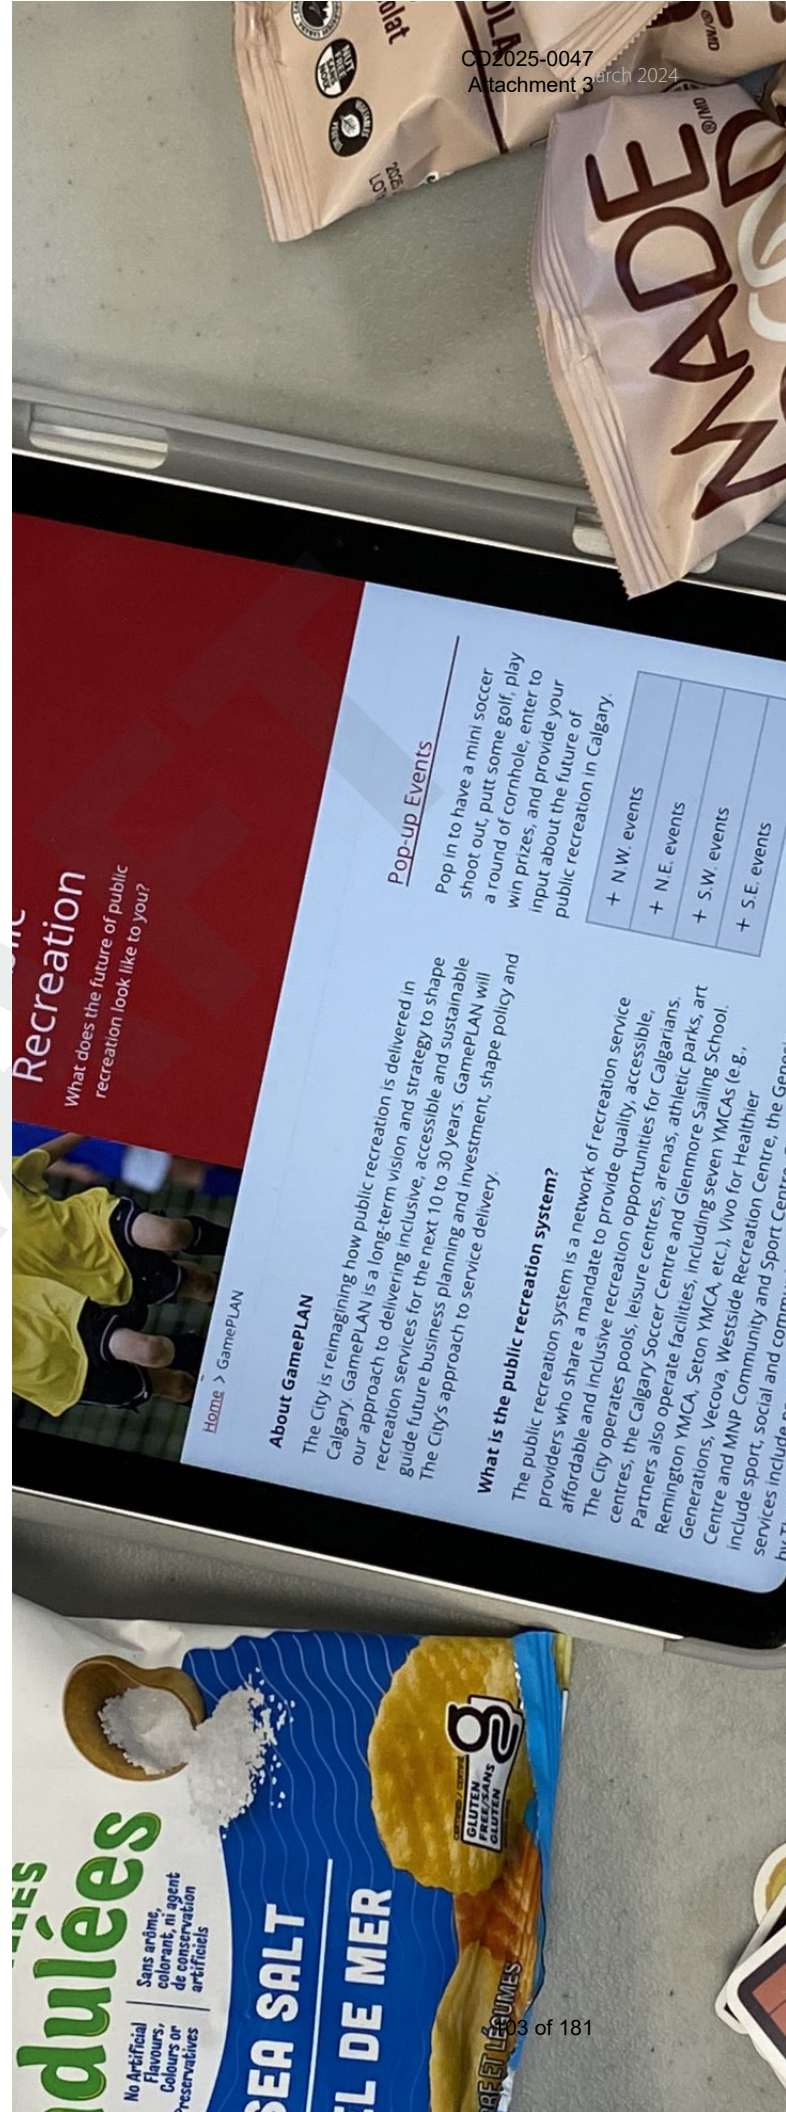 CD2025-0047
Attachment 3
arch 2024
olat
NUT
FREE
SANS
2025
LOT
®/MD
MADE
®/MD
Recreation
What does the future of public
recreation look like to you?
Home > GamePLAN
About GamePLAN
The City is reimagining how public recreation is delivered in
Calgary. GamePLAN is a long-term vision and strategy to shape
our approach to delivering inclusive, accessible and sustainable
recreation services for the next 10 to 30 years. GamePLAN will
guide future business planning and investment, shape policy and
The City's approach to service delivery.
What is the public recreation system?
The public recreation system is a network of recreation service
providers who share a mandate to provide quality, accessible,
affordable and inclusive recreation opportunities for Calgarians.
The City operates pools, leisure centres, arenas, athletic parks, art
centres, the Calgary Soccer Centre and Glenmore Sailing School.
Partners also operate facilities, including seven YMCAs (e.g.,
Remington YMCA, Seton YMCA, etc.), Vivo for Healthier
Generations, Vecova, Westside Recreation Centre, the Genesis
Centre and MNP Community and Sport Centre.
include sport, social and commu
services include
by Th
Pop-up Events
Pop in to have a mini soccer
shoot out, putt some golf, play
a round of cornhole, enter to
win prizes, and provide your
input about the future of
public recreation in Calgary.
+ N.W. events
+ N.E. events
+ S.W. events
+ S.E. events
dulées
No Artificial
Flavours,
Colours or
Preservatives
Sans arôme,
colorant, ni agent
de conservation
artificiels
SEA SALT
EL DE MER
GLUTEN
FREE/SANS
GLUTEN
RE ET LÉGUMES
103 of 181